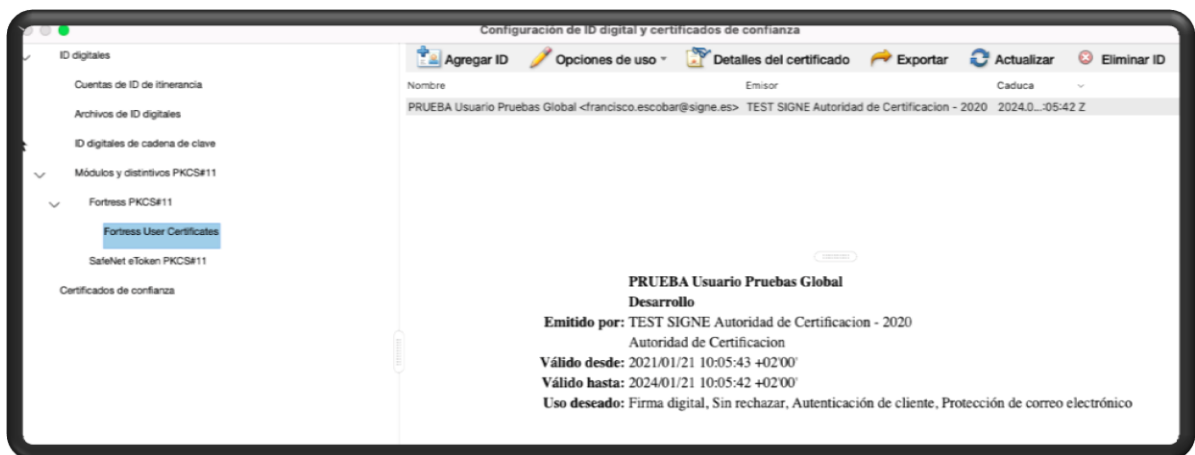 Configuración de ID digital y certificados de confianza
ID digitales
Cuentas de ID de itinerancia
Archivos de ID digitales
ID digitales de cadena de clave
Módulos y distintivos PKCS#11
Fortress PKCS#11
Fortress User Certificates
SafeNet eToken PKCS#11
Certificados de confianza
Agregar ID Opciones de uso Detalles del certificado Exportar Actualizar Eliminar ID
Nombre Emisor Caduca
PRUEBA Usuario Pruebas Global <francisco.escobar@signe.es> TEST SIGNE Autoridad de Certificacion - 2020 2024.0...:05:42 Z
PRUEBA Usuario Pruebas Global
Desarrollo
Emitido por: TEST SIGNE Autoridad de Certificacion - 2020
Autoridad de Certificacion
Válido desde: 2021/01/21 10:05:43 +02'00'
Válido hasta: 2024/01/21 10:05:42 +02'00'
Uso deseado: Firma digital, Sin rechazar, Autenticación de cliente, Protección de correo electrónico